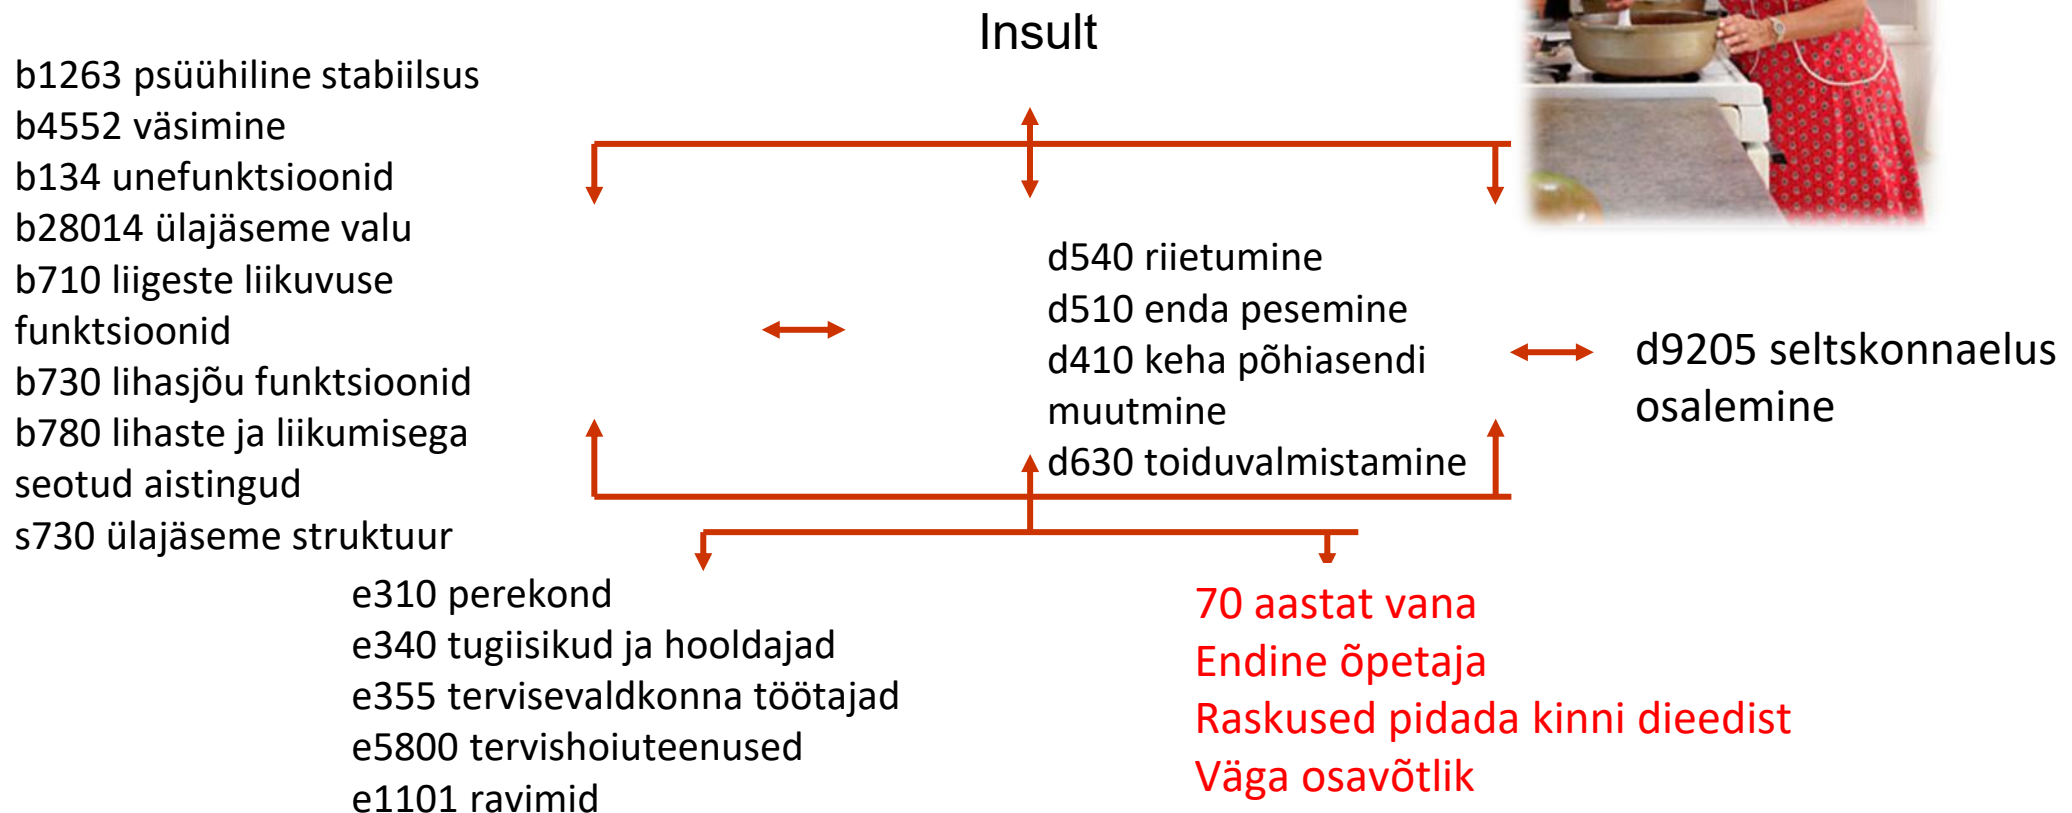 Insult
b1263 psüühiline stabiilsus
b4552 väsimine
b134 unefunktsioonid
b28014 ülajäseme valu
b710 liigeste liikuvuse
funktsioonid
b730 lihasjõu funktsioonid
b780 lihaste ja liikumisega
seotud aistingud
s730 ülajäseme struktuur
d540 riietumine
d510 enda pesemine
d410 keha põhiasendi
muutmine
d630 toiduvalmistamine
d9205 seltskonnaelus
osalemine
e310 perekond
e340 tugiisikud ja hooldajad
e355 tervisevaldkonna töötajad
e5800 tervishoiuteenused
e1101 ravimid
70 aastat vana
Endine õpetaja
Raskused pidada kinni dieedist
Väga osavõtlik